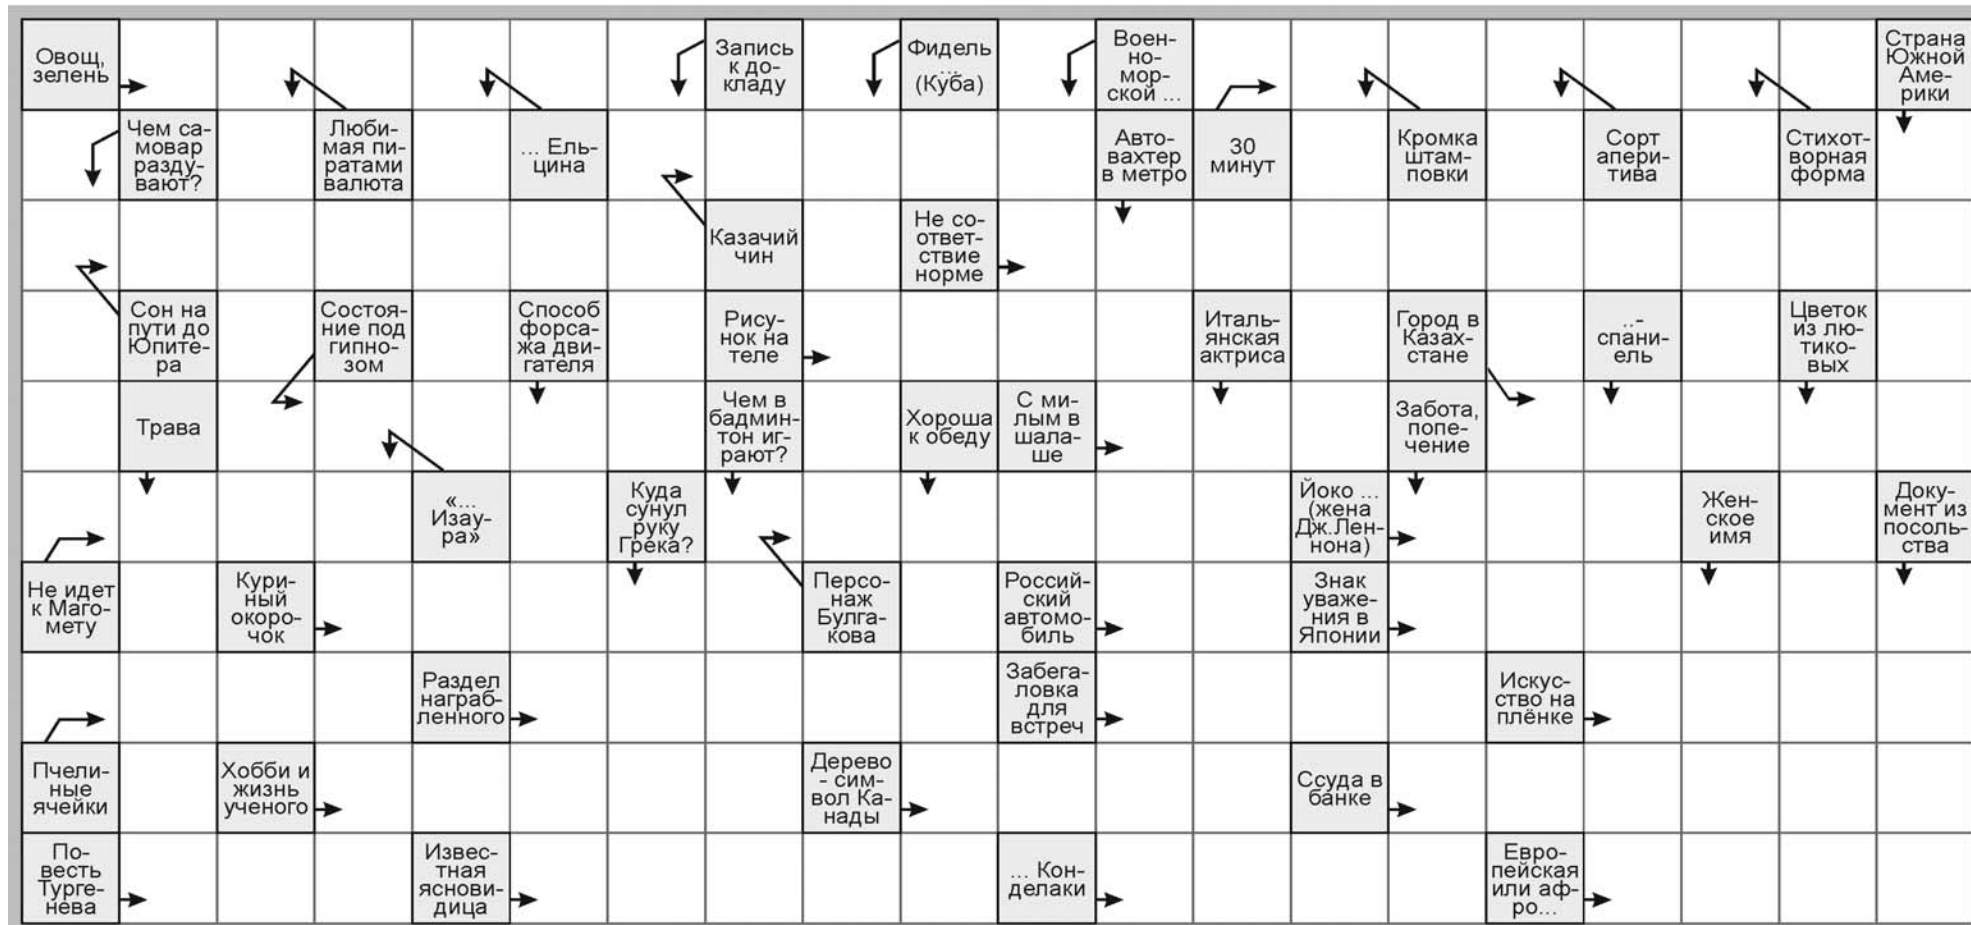 Овощ,
зелень
Запись
к до-
кладу
Фидель
...
(Куба)
Воен-
но-
мор-
ской ...
Страна
Южной
Аме-
рики
Чем са-
мовар
разду-
вают?
Люби-
мая пи-
ратами
валюта
... Ель-
цина
Авто-
вахтер
в метро
30
минут
Кромка
штам-
повки
Сорт
апери-
тива
Стихот-
ворная
форма
Казачий
чин
Не со-
ответ-
ствие
норме
Сон на
пути до
Юпите-
ра
Состоя-
ние под
гипно-
зом
Способ
форса-
жа дви-
гателя
Рису-
нок на
теле
Италь-
янская
актриса
Город в
Казах-
стане
..-
спани-
ель
Цветок
из лю-
тико-
вых
Трава
Чем в
бадмин-
тон иг-
рают?
Хороша
к обеду
С ми-
лым в
шала-
ше
Забота,
попе-
чение
«...
Изау-
ра»
Куда
сунул
руку
Грека?
Йоко ...
(жена
Дж.Лен-
нона)
Жен-
ское
имя
Доку-
мент из
посоль-
ства
Не идет
к Маго-
мету
Кури-
ный
окоро-
чок
Персо-
наж
Булга-
кова
Россий-
ский
автомо-
биль
Знак
уваже-
ния в
Японии
Раздел
награб-
ленного
Забега-
ловка
для
встреч
Искус-
ство на
плёнке
Пчели-
ные
ячейки
Хобби и
жизнь
ученого
Дерево
- сим-
вол Ка-
нады
Ссуда в
банке
По-
весть
Турге-
нева
Извес-
тная
яснови-
дица
... Кон-
делаки
Евро-
пейская
или аф-
ро...